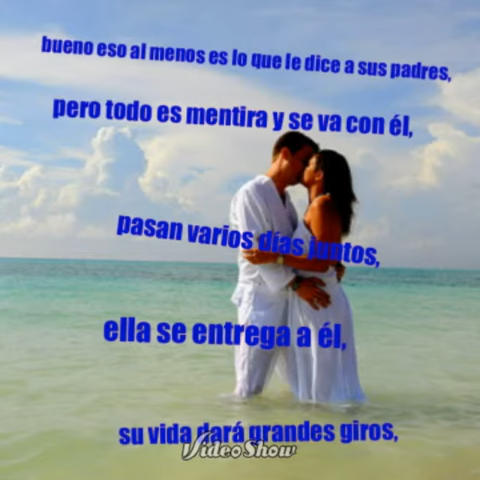 bueno eso al menos es lo que le dice a sus padres,
pero todo es mentira y se va con él,
pasan varios días juntos,
ella se entrega a él,
su vida dará grandes giros,
VideoShow